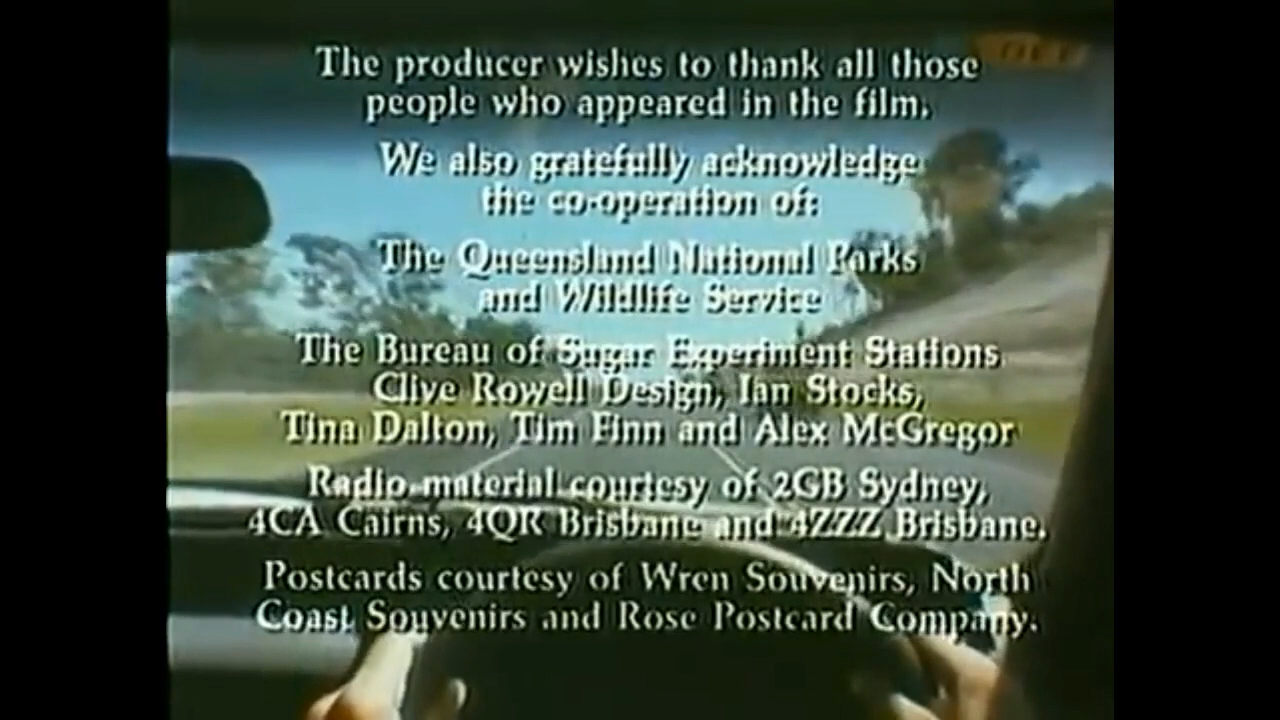 The producer wishes to thank all those
people who appeared in the film.
We also gratefully acknowledge
the co-operation of:
The Queensland National Parks
and Wildlife Service
The Bureau of Sugar Experiment Stations
Clive Rowell Design, Ian Stocks,
Tina Dalton, Tim Finn and Alex McGregor
Radio material courtesy of 2GB Sydney,
4CA Cairns, 4QR Brisbane and 4ZZZ Brisbane.
Postcards courtesy of Wren Souvenirs, North
Coast Souvenirs and Rose Postcard Company.